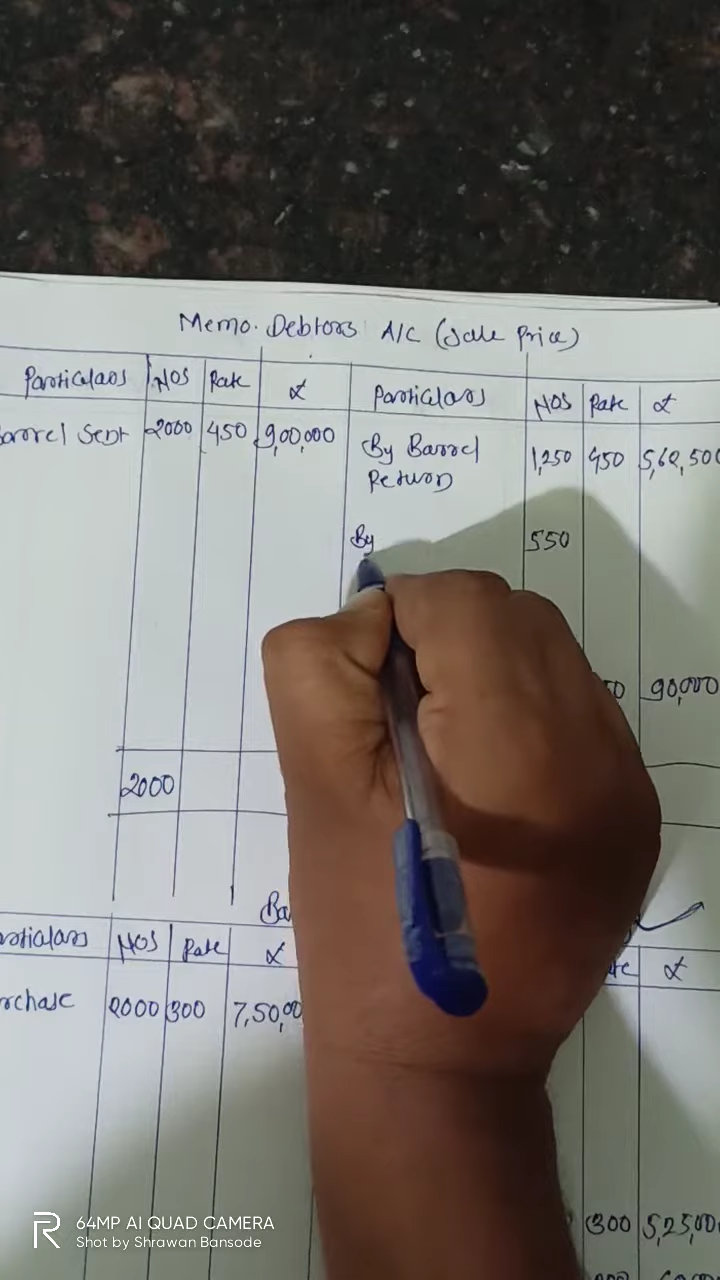 Memo. Debtors A/C (Sale Price)
Particulars NOS Rate ₹ Particulars NOS Rate ₹
Barrel Sent 2000 450 9,00,000 By Barrel 1,250 450 5,62,500
Return
By 550
50 90,000
2000
Particulars NOS Rate ₹ ₹
Purchase 2000 300 7,50,00
300 5,25,00
64MP AI QUAD CAMERA
Shot by Shrawan Bansode